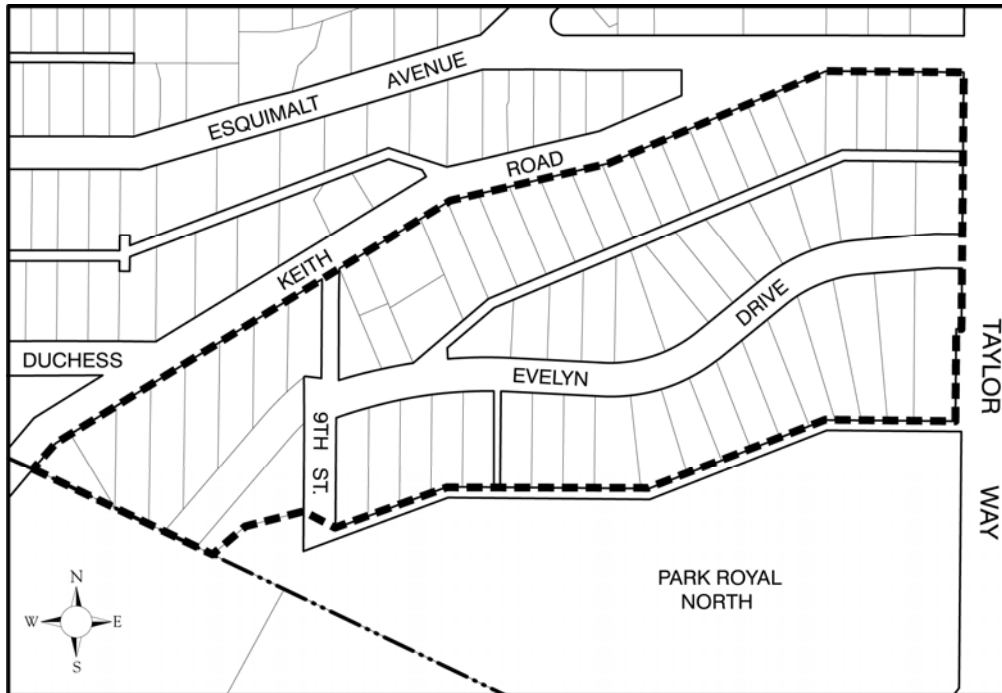 ESQUIMALT AVENUE
KEITH ROAD
DUCHESS
EVELYN DRIVE
9TH ST.
TAYLOR WAY
PARK ROYAL
NORTH
N
W E
S